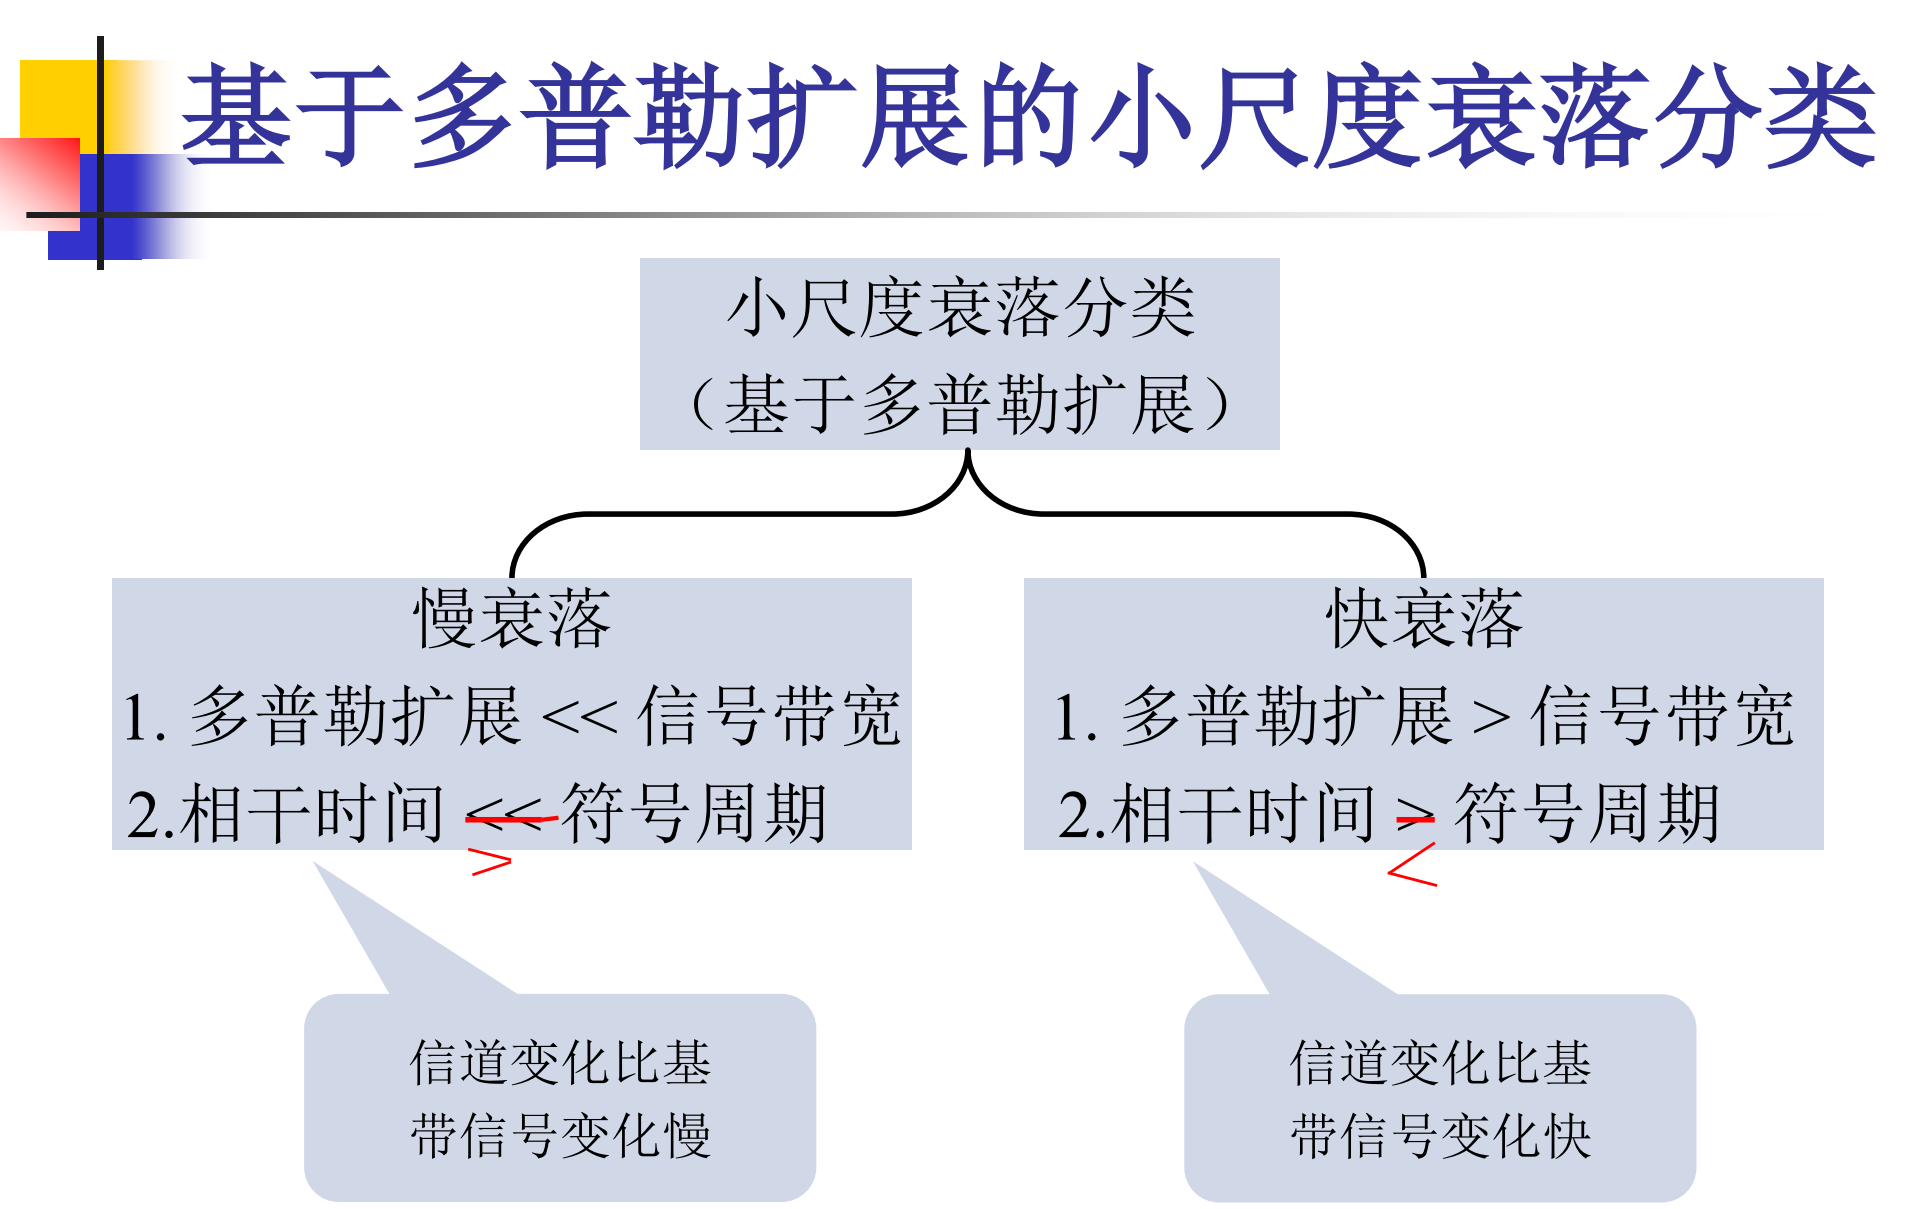 基于多普勒扩展的小尺度衰落分类
小尺度衰落分类
（基于多普勒扩展）
慢衰落
1. 多普勒扩展 << 信号带宽
2.相干时间 << 符号周期
>
快衰落
1. 多普勒扩展 > 信号带宽
2.相干时间 > 符号周期
<
信道变化比基
带信号变化慢
信道变化比基
带信号变化快